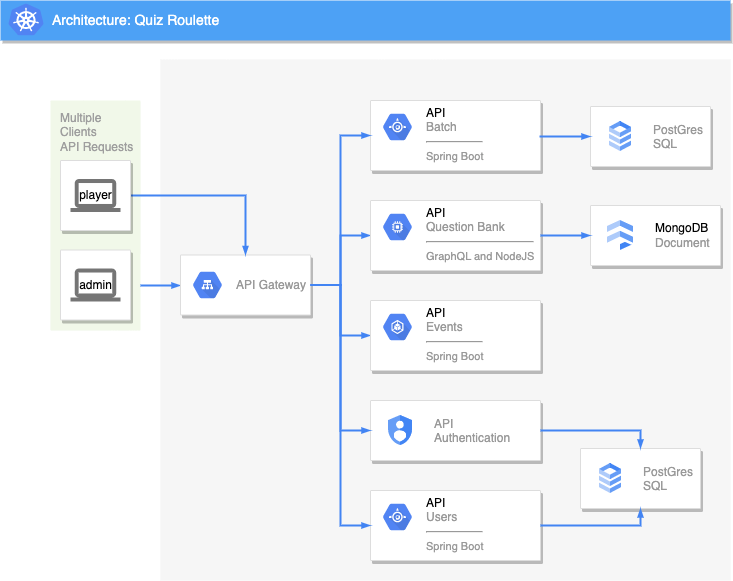 Architecture: Quiz Roulette
Multiple
Clients
API Requests
player
admin
API Gateway
API
Batch
Spring Boot
PostGres
SQL
API
Question Bank
GraphQL and NodeJS
MongoDB
Document
API
Events
Spring Boot
API
Authentication
PostGres
SQL
API
Users
Spring Boot